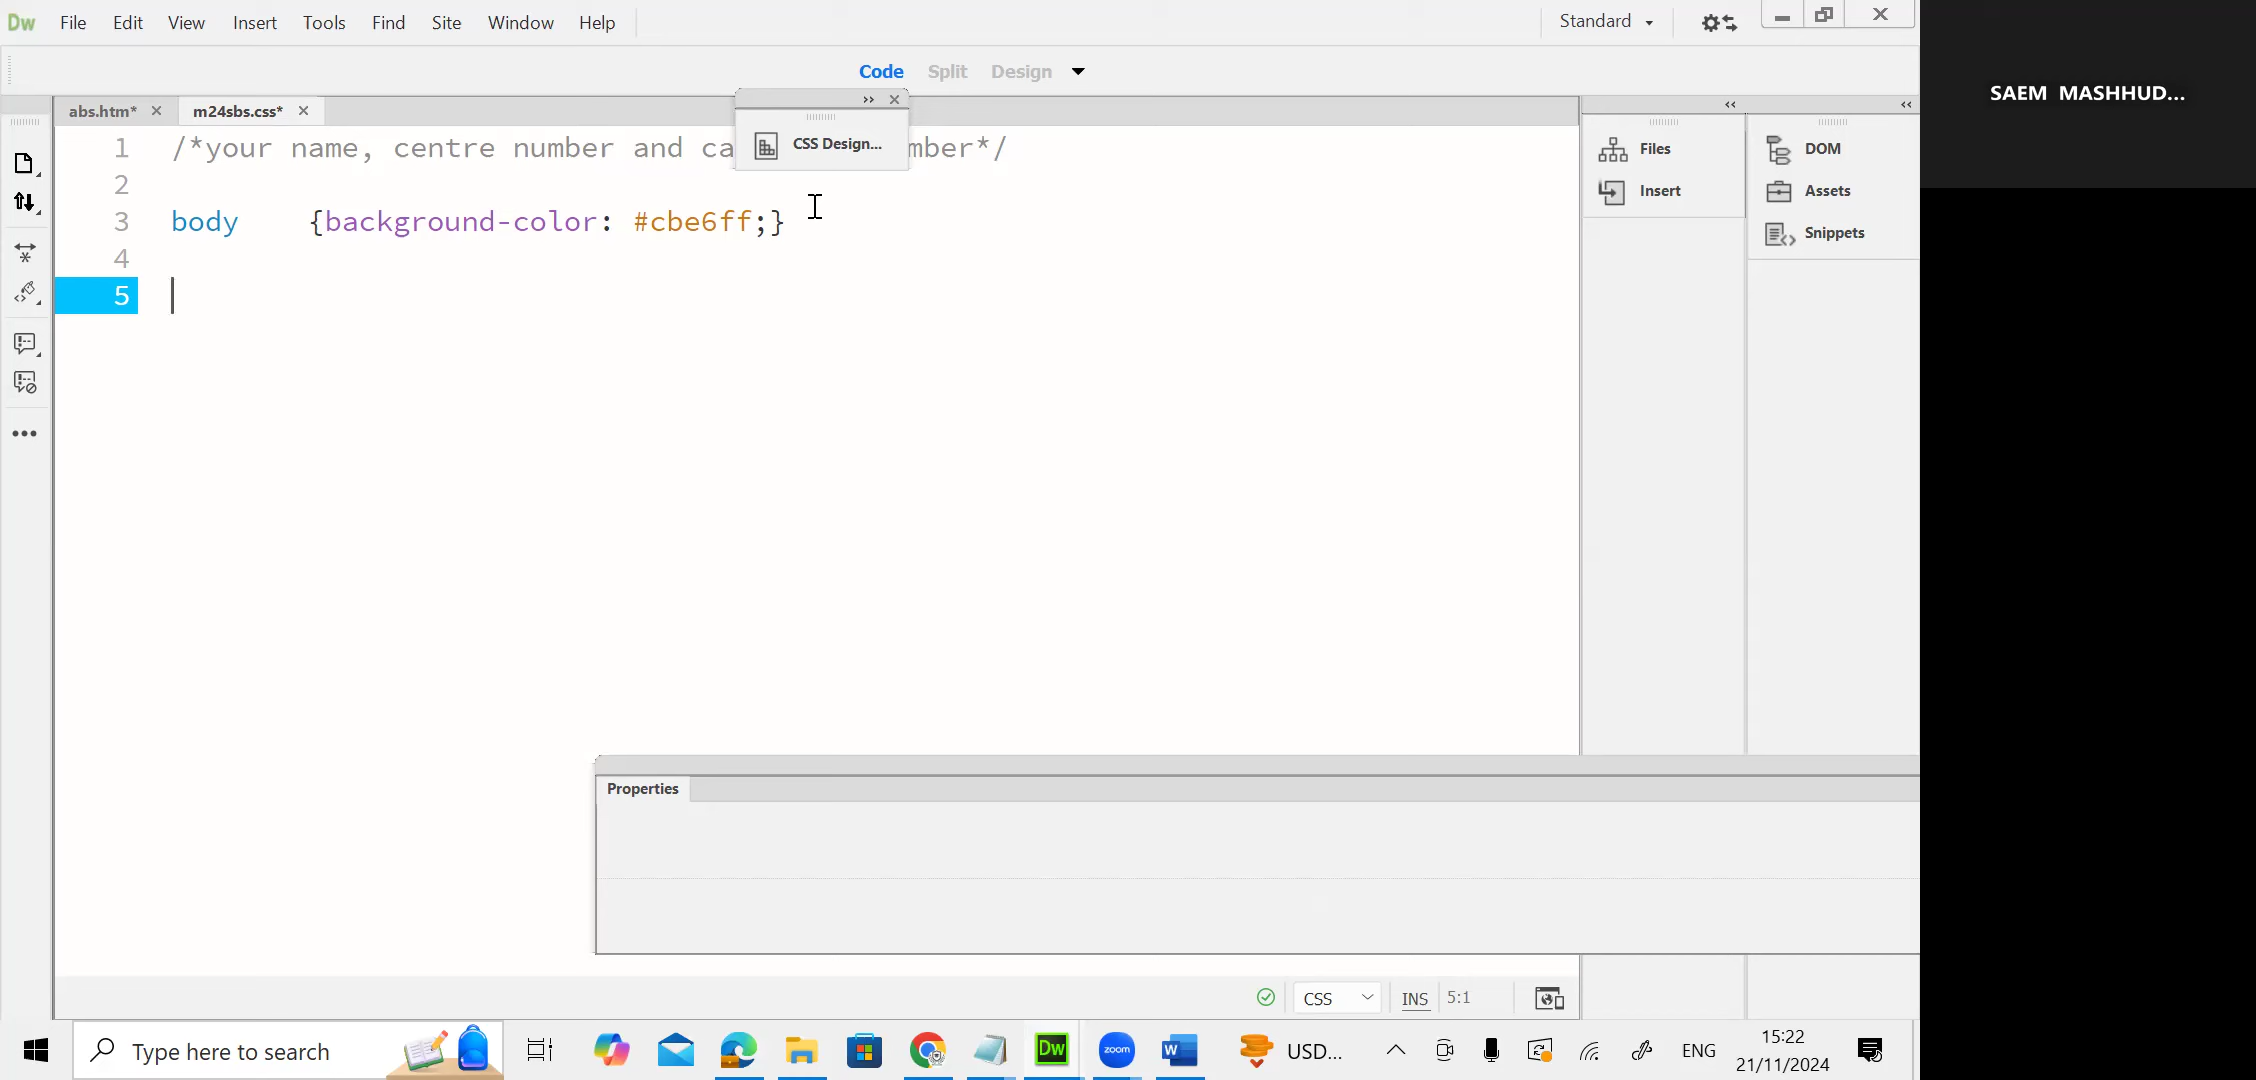 Dw File Edit View Insert Tools Find Site Window Help
Standard
SAEM MASHHUD...
Code Split Design
abs.htm* m24sbs.css*
CSS Design...
1 /*your name, centre number and ca mber*/
2
3 body {background-color: #cbe6ff;}
4
5
Files
Insert
DOM
Assets
Snippets
Properties
CSS INS 5:1
Type here to search
Dw
zoom
W
USD...
ENG
15:22
21/11/2024